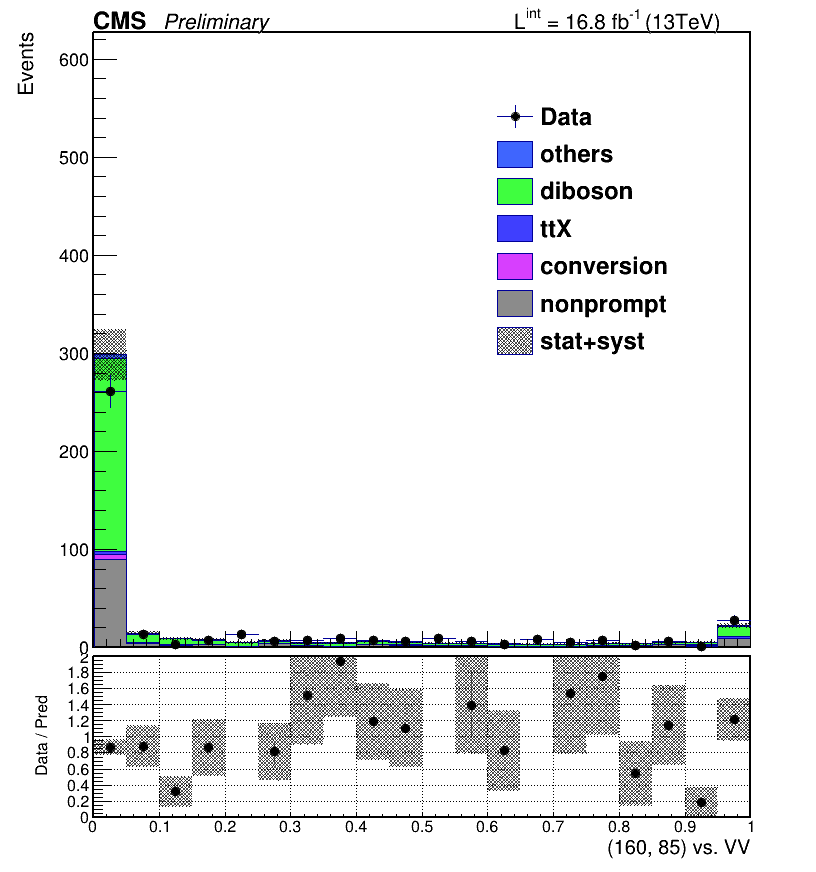 CMS Preliminary L^int = 16.8 fb^-1 (13TeV)
Events
600
500
400
300
200
100
0
Data
others
diboson
ttX
conversion
nonprompt
stat+syst
Data / Pred
2
1.8
1.6
1.4
1.2
1
0.8
0.6
0.4
0.2
0
0 0.1 0.2 0.3 0.4 0.5 0.6 0.7 0.8 0.9 1
(160, 85) vs. VV